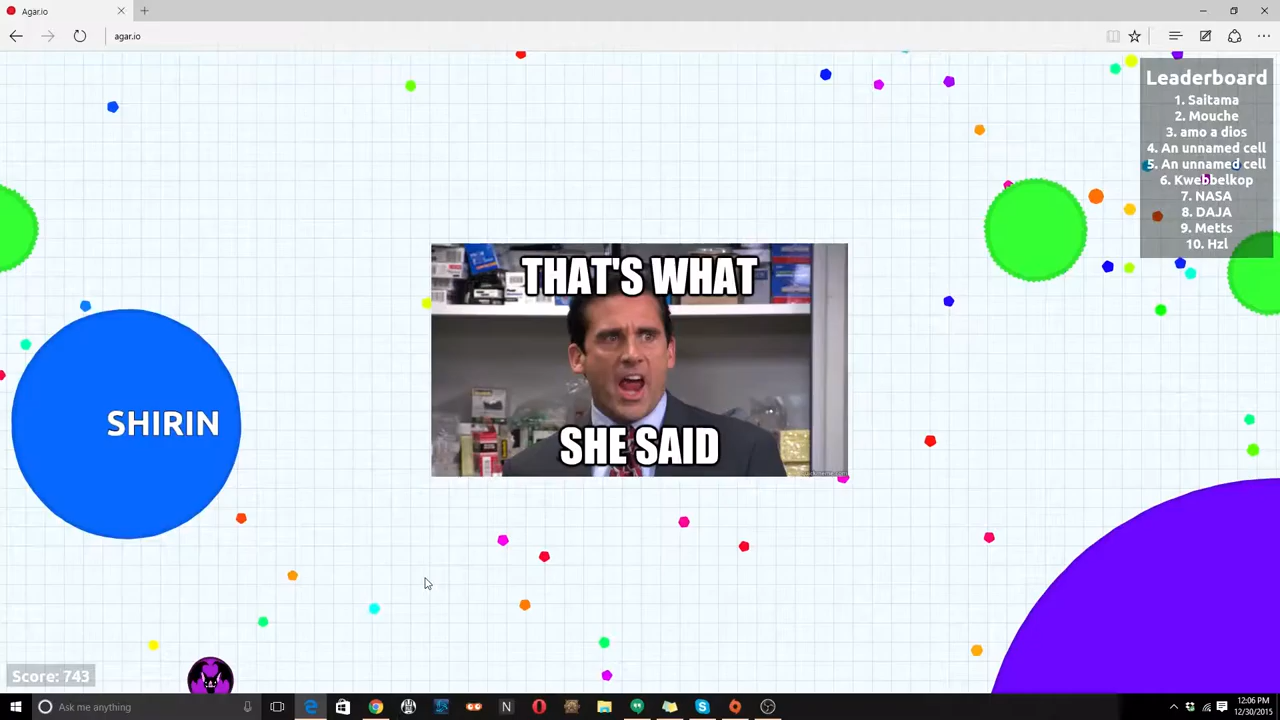 Agar.io
agar.io
Leaderboard
1. Saitama
2. Mouche
3. amo a dios
4. An unnamed cell
5. An unnamed cell
6. Kwebbelkop
7. NASA
8. DAJA
9. Metts
10. Hzl
THAT'S WHAT
SHE SAID
SHIRIN
Score: 743
Ask me anything
12:06 PM
12/30/2015